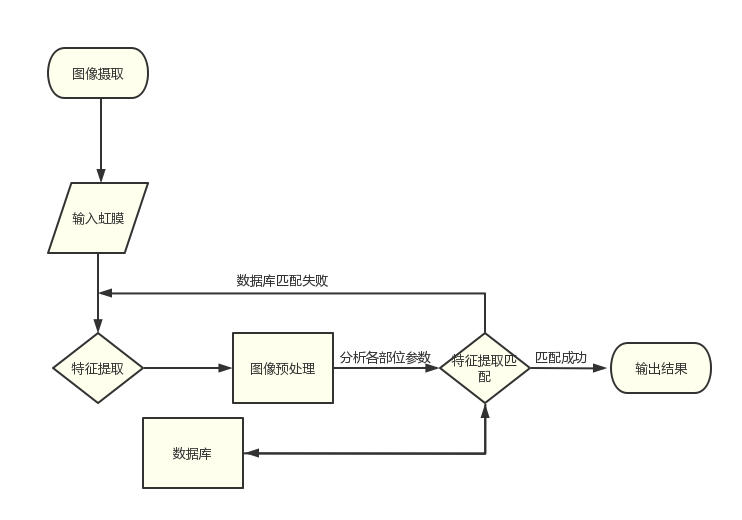 图像摄取
输入虹膜
数据库匹配失败
特征提取
图像预处理
分析各部位参数
特征提取匹
配
匹配成功
输出结果
数据库